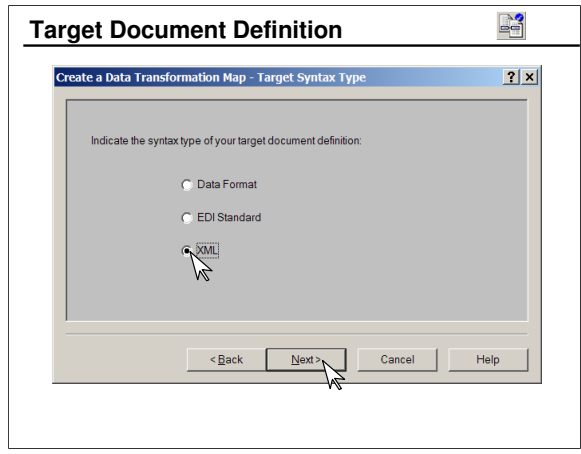 Target Document Definition
Create a Data Transformation Map - Target Syntax Type
Indicate the syntax type of your target document definition:
Data Format
EDI Standard
XML
< Back Next > Cancel Help